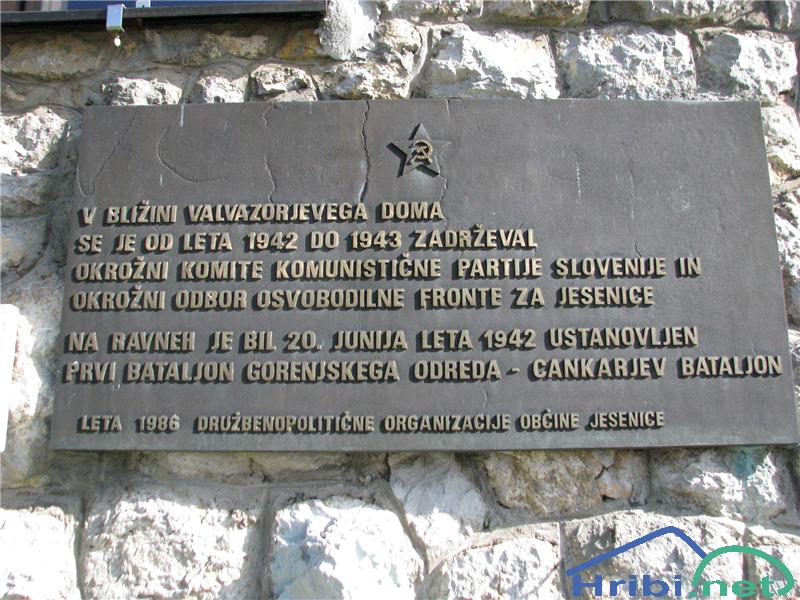 V BLIŽINI VALVAZORJEVEGA DOMA
SE JE OD LETA 1942 DO 1943 ZADRŽEVAL
OKROŽNI KOMITE KOMUNISTIČNE PARTIJE SLOVENIJE IN
OKROŽNI ODBOR OSVOBODILNE FRONTE ZA JESENICE
NA RAVNEH JE BIL 20. JUNIJA LETA 1942 USTANOVLJEN
PRVI BATALJON GORENJSKEGA ODREDA - CANKARJEV BATALJON
LETA 1986 DRUŽBENOPOLITIČNE ORGANIZACIJE OBČINE JESENICE
Hribi.net